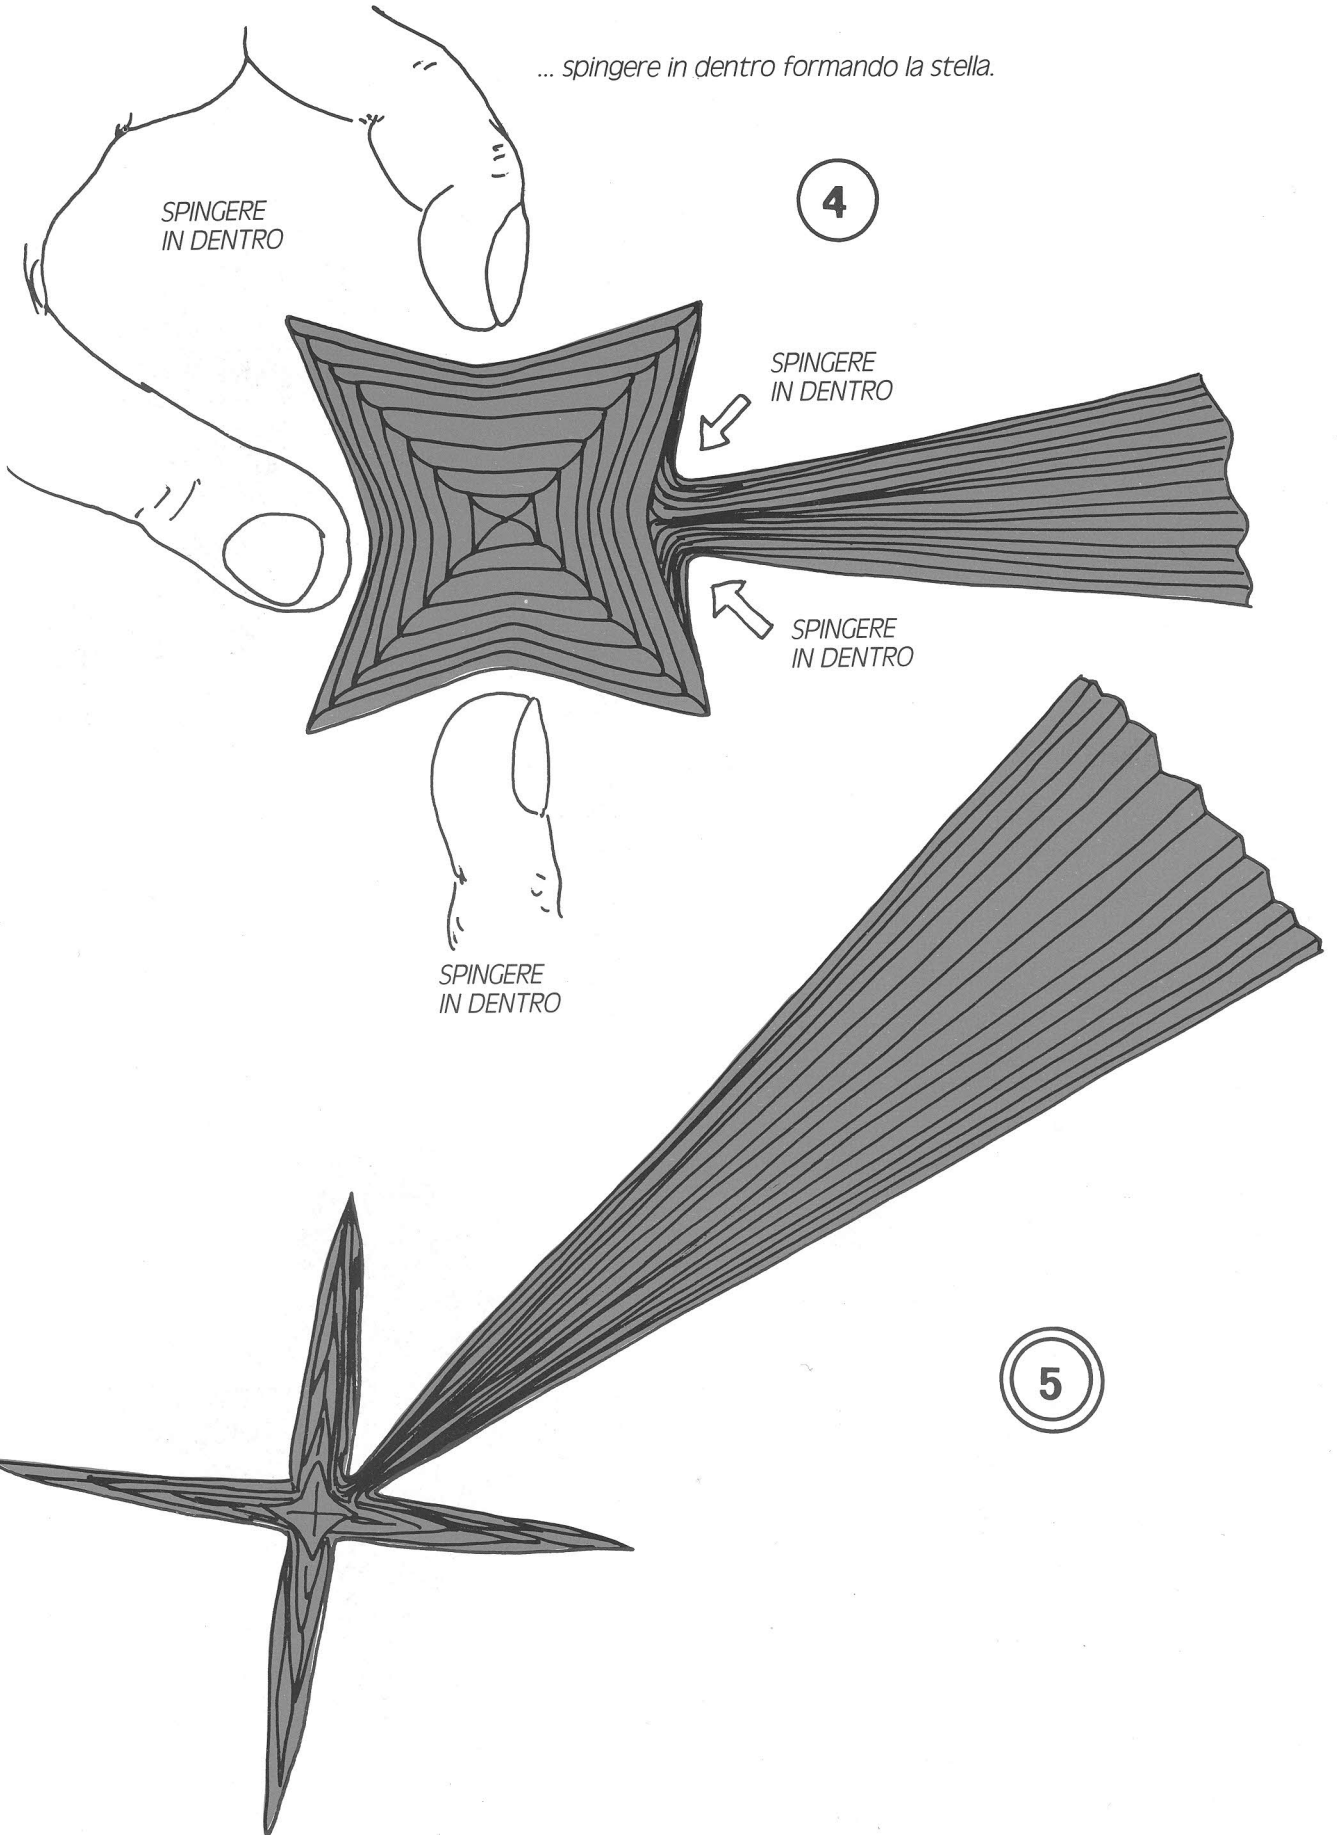 ... spingere in dentro formando la stella.
4
SPINGERE
IN DENTRO
SPINGERE
IN DENTRO
SPINGERE
IN DENTRO
SPINGERE
IN DENTRO
5